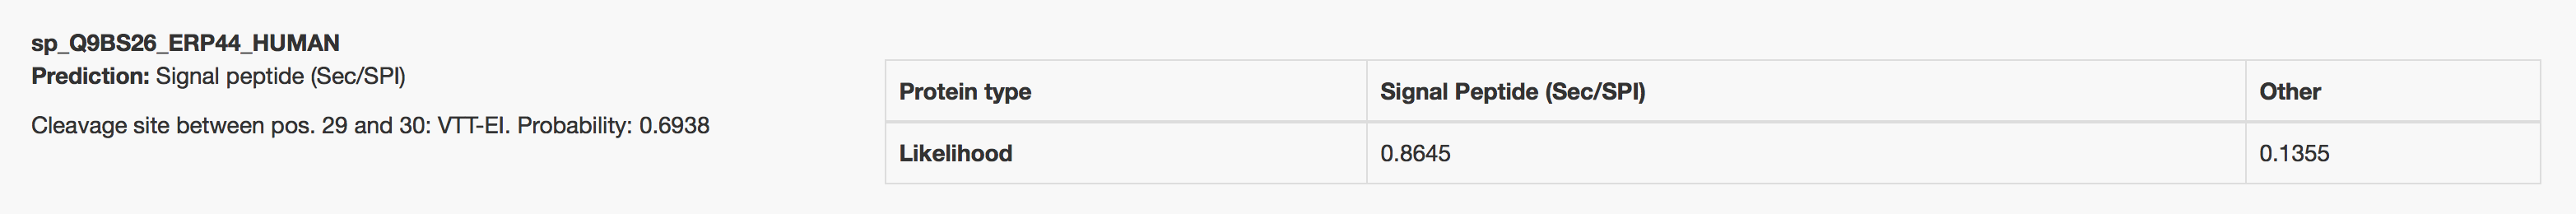 sp_Q9BS26_ERP44_HUMAN
Prediction: Signal peptide (Sec/SPI)
Cleavage site between pos. 29 and 30: VTT-EI. Probability: 0.6938
Protein type Signal Peptide (Sec/SPI) Other
Likelihood 0.8645 0.1355